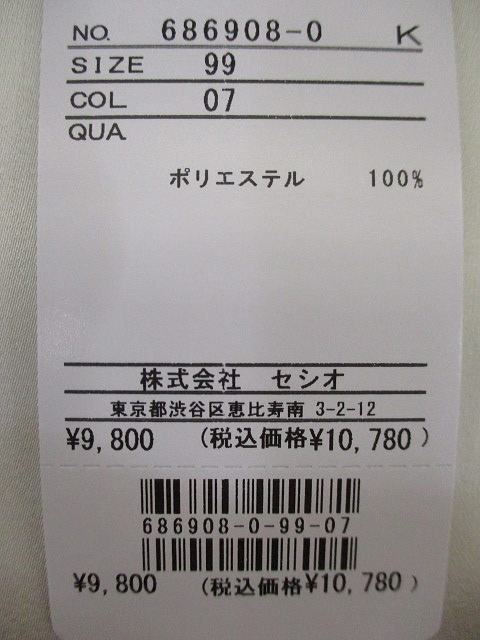 NO. 686908-0 K
SIZE 99
COL 07
QUA
ポリエステル 100%
株式会社 セシオ
東京都渋谷区恵比寿南 3-2-12
¥9,800 (税込価格¥10,780)
686908-0-99-07
¥9,800 (税込価格¥10,780)